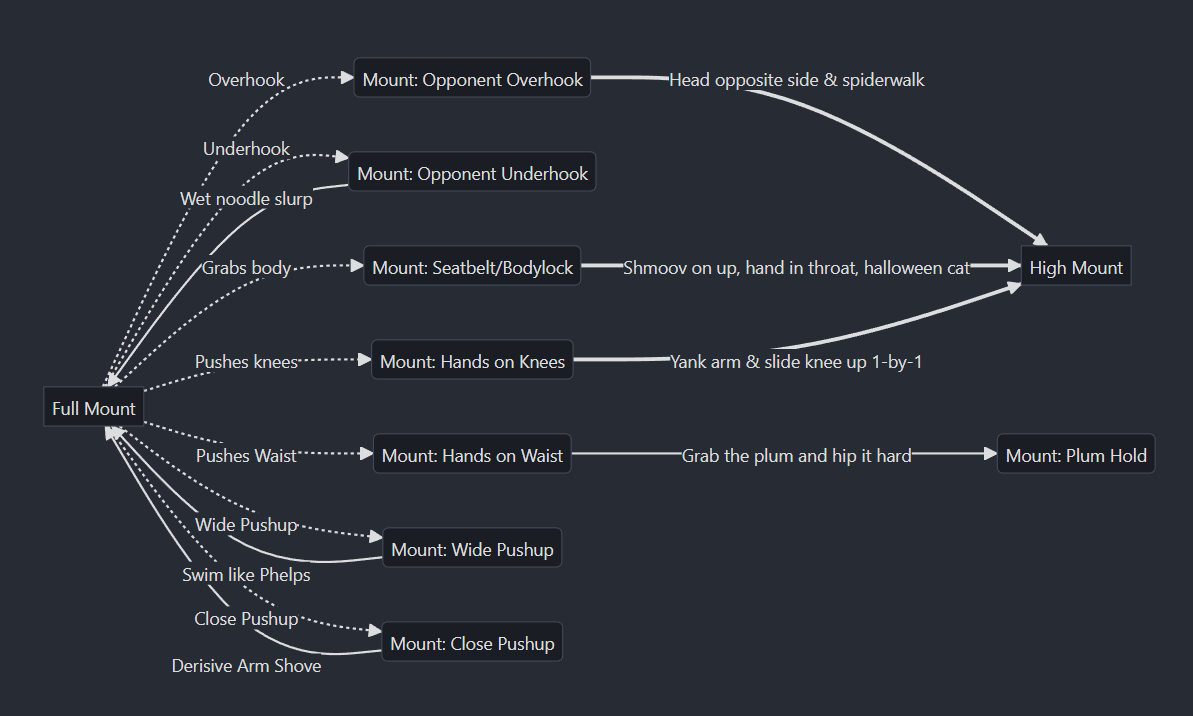 Overhook
Mount: Opponent Overhook
Head opposite side & spiderwalk
Underhook
Mount: Opponent Underhook
Wet noodle slurp
Grabs body
Mount: Seatbelt/Bodylock
Shmoov on up, hand in throat, halloween cat
High Mount
Pushes knees
Mount: Hands on Knees
Yank arm & slide knee up 1-by-1
Full Mount
Pushes Waist
Mount: Hands on Waist
Grab the plum and hip it hard
Mount: Plum Hold
Wide Pushup
Mount: Wide Pushup
Swim like Phelps
Close Pushup
Mount: Close Pushup
Derisive Arm Shove